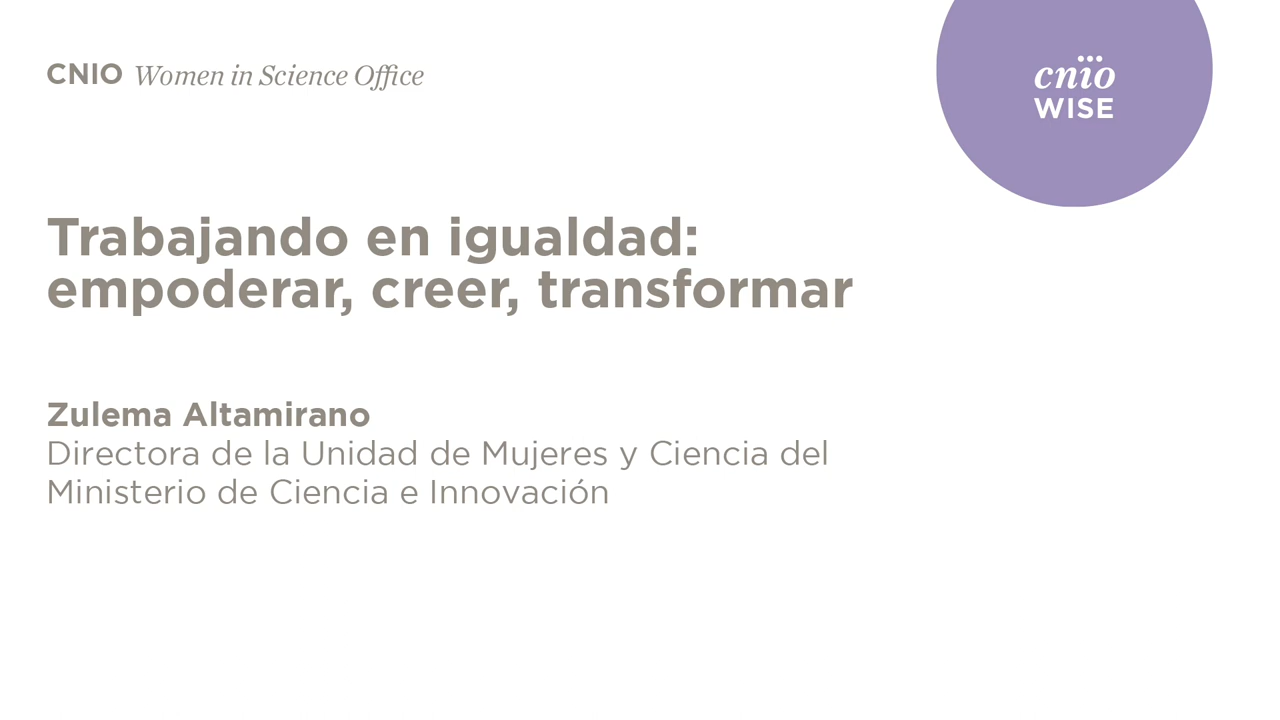 CNIO Women in Science Office
cnio
WISE
Trabajando en igualdad:
empoderar, creer, transformar
Zulema Altamirano
Directora de la Unidad de Mujeres y Ciencia del
Ministerio de Ciencia e Innovación